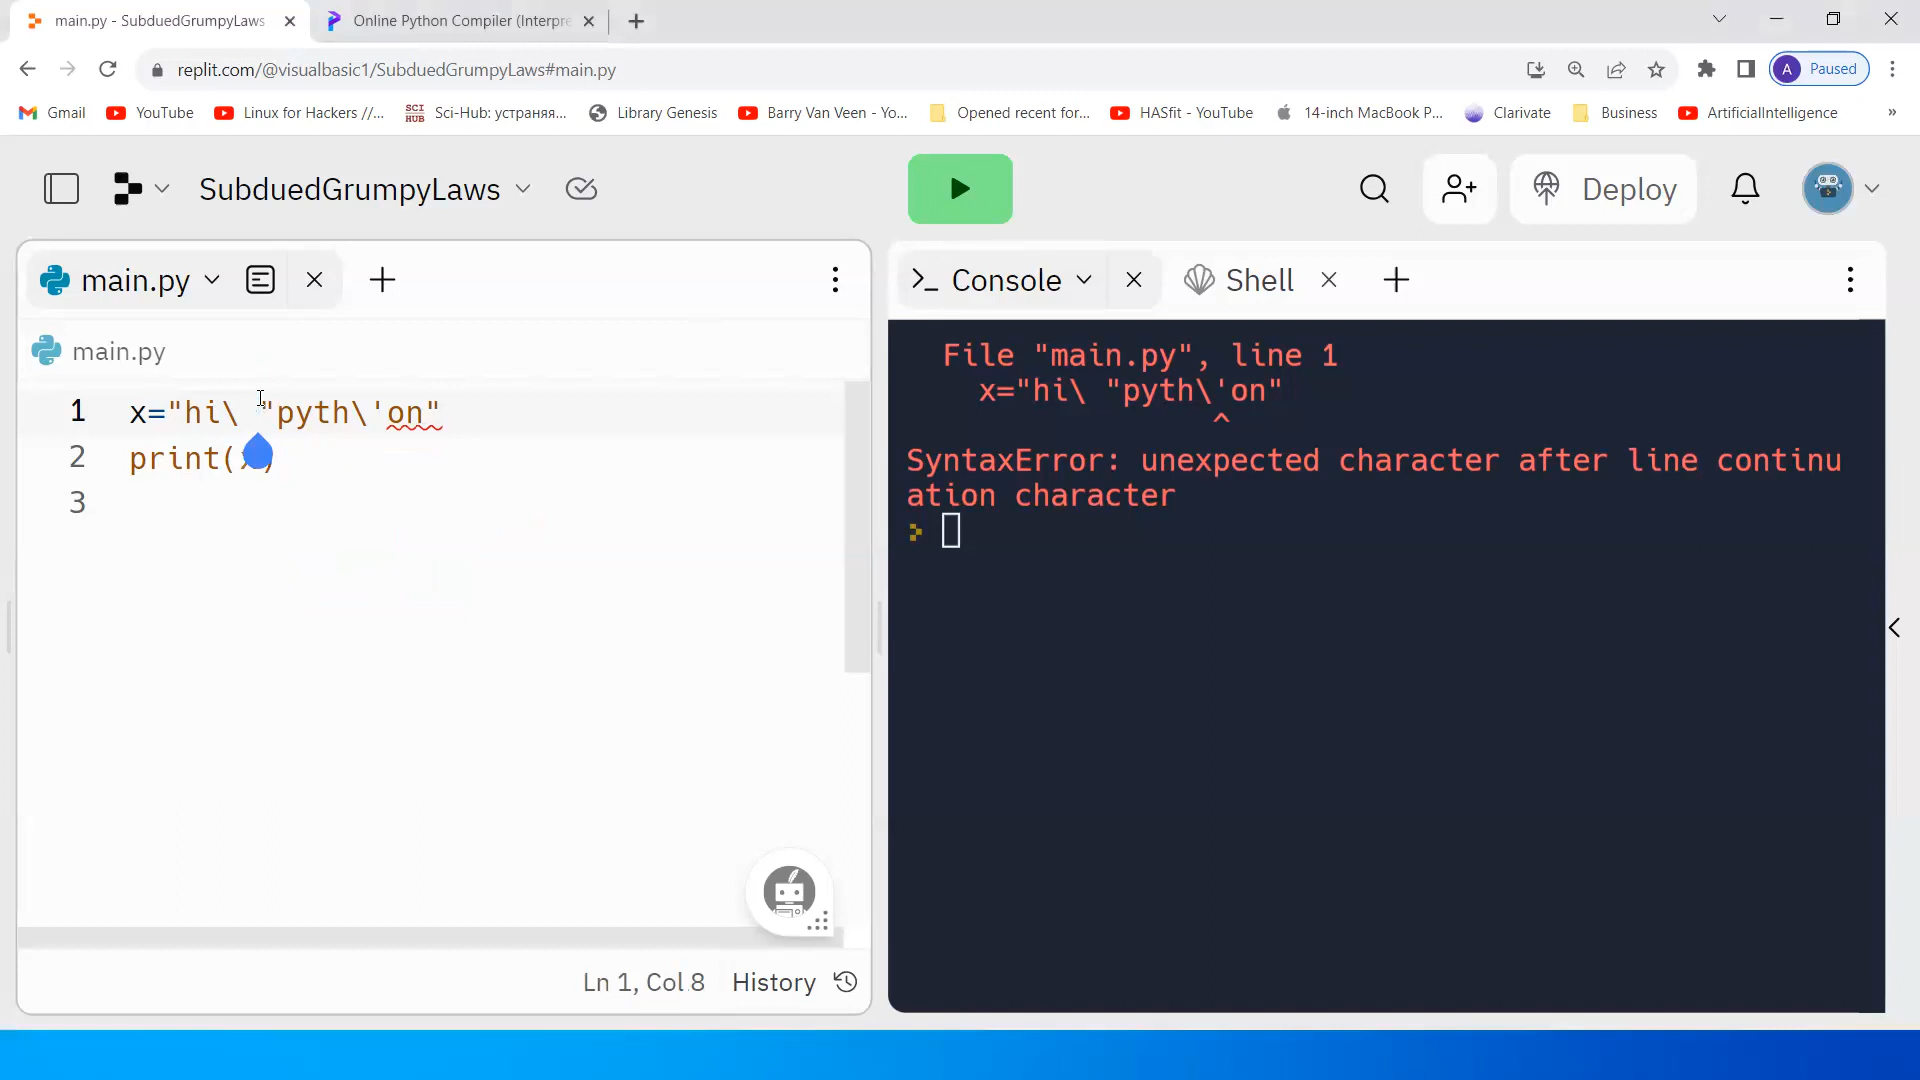 main.py - SubduedGrumpyLaws
Online Python Compiler (Interpre
replit.com/@visualbasic1/SubduedGrumpyLaws#main.py
A Paused
Gmail
YouTube
Linux for Hackers //...
SCI HUB
Sci-Hub: устраняя...
Library Genesis
Barry Van Veen - Yo...
Opened recent for...
HASfit - YouTube
14-inch MacBook P...
Clarivate
Business
ArtificialIntelligence
»
SubduedGrumpyLaws
Deploy
main.py
Console
Shell
main.py
1 x="hi\ "pyth\'on"
2 print(x)
3
File "main.py", line 1
x="hi\ "pyth\'on"
^
SyntaxError: unexpected character after line continu
ation character
Ln 1, Col 8
History